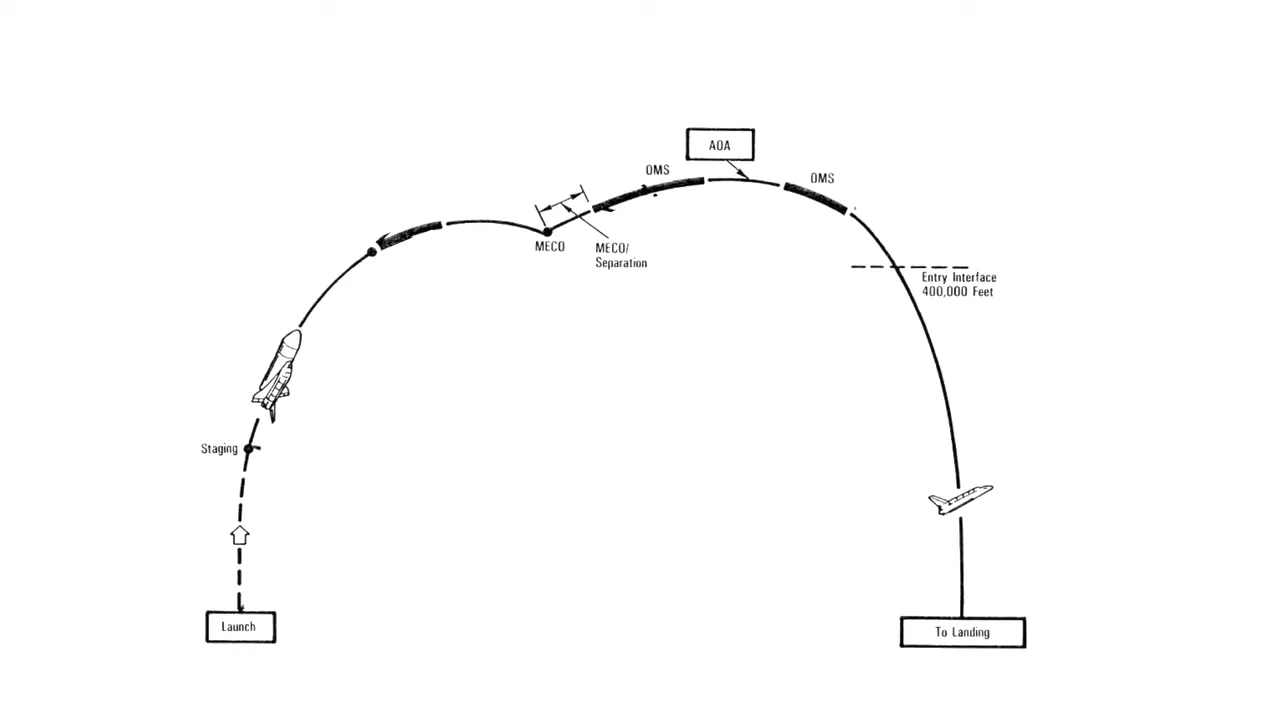 AOA
OMS
OMS
MECO
MECO/
Separation
Entry Interface
400,000 Feet
Staging
Launch
To Landing